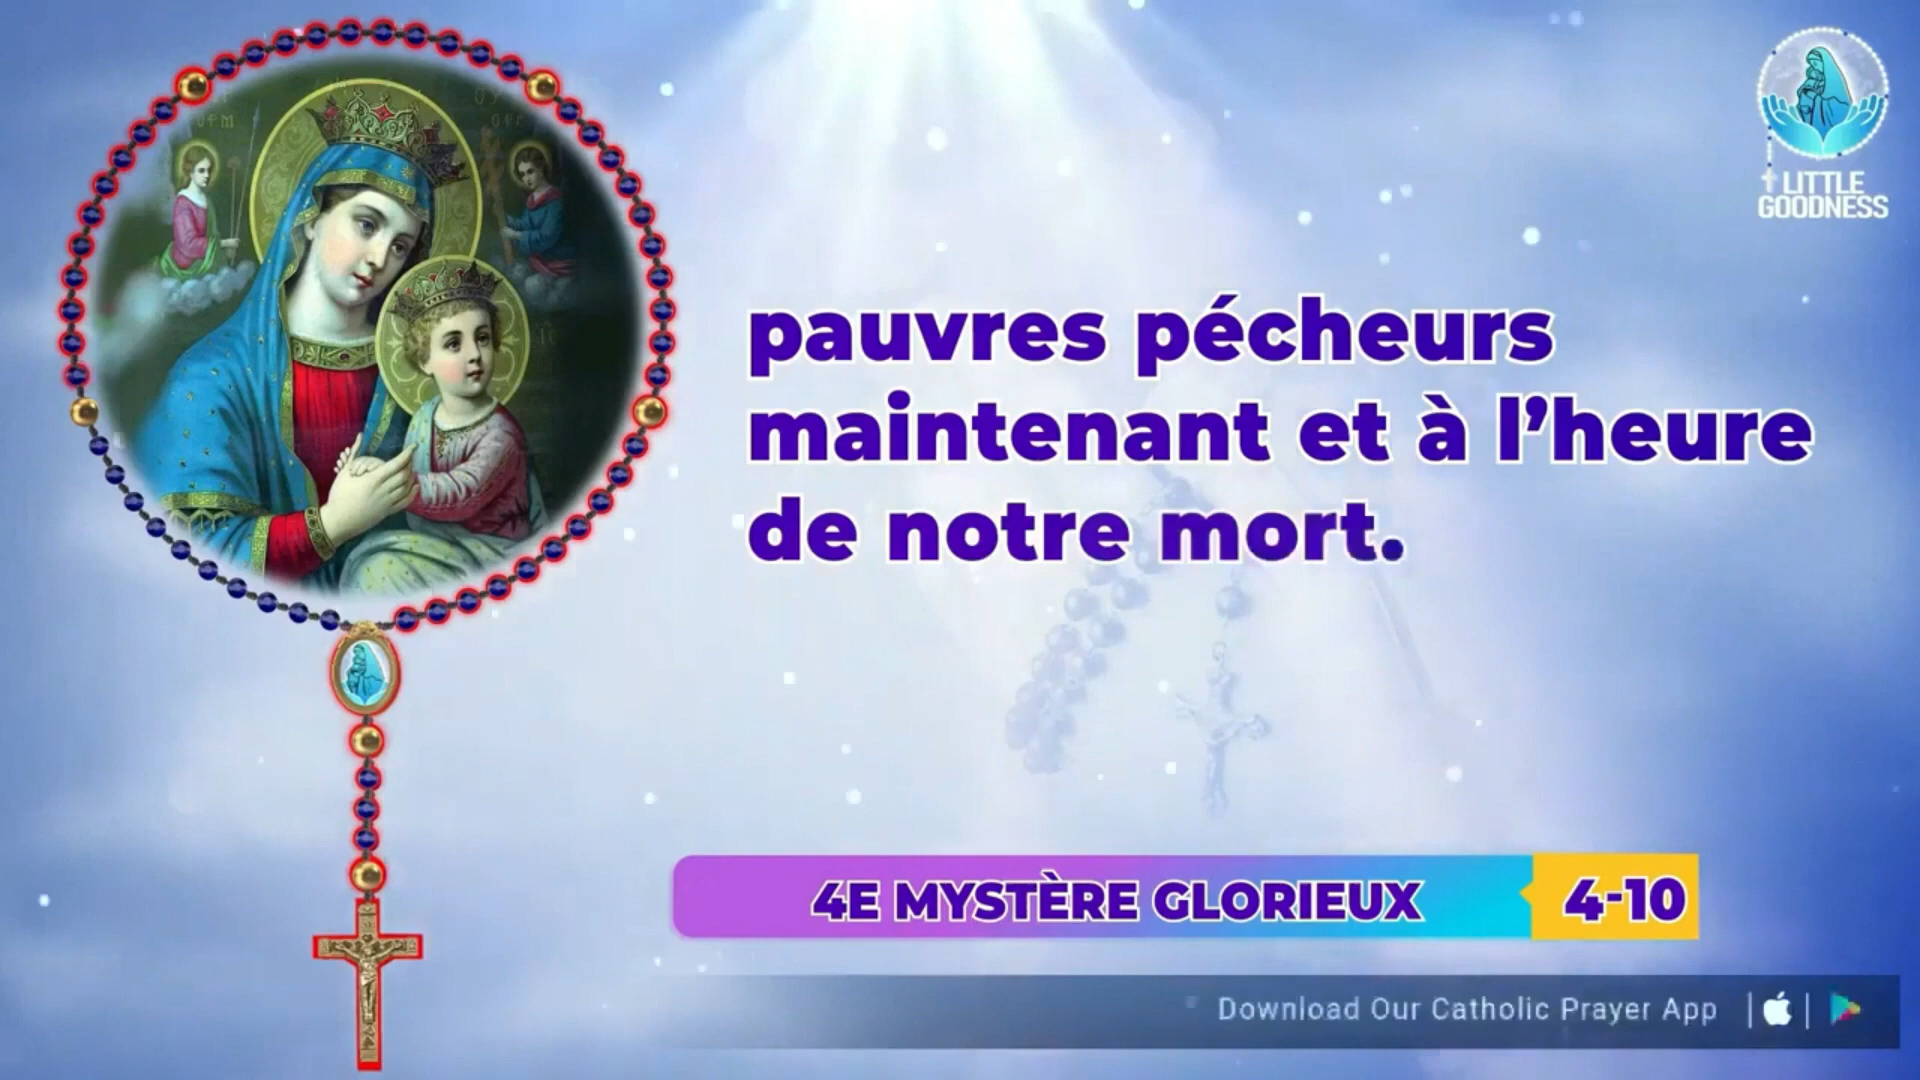 LITTLE
GOODNESS
pauvres pécheurs
maintenant et à l’heure
de notre mort.
4E MYSTÈRE GLORIEUX 4-10
Download Our Catholic Prayer App